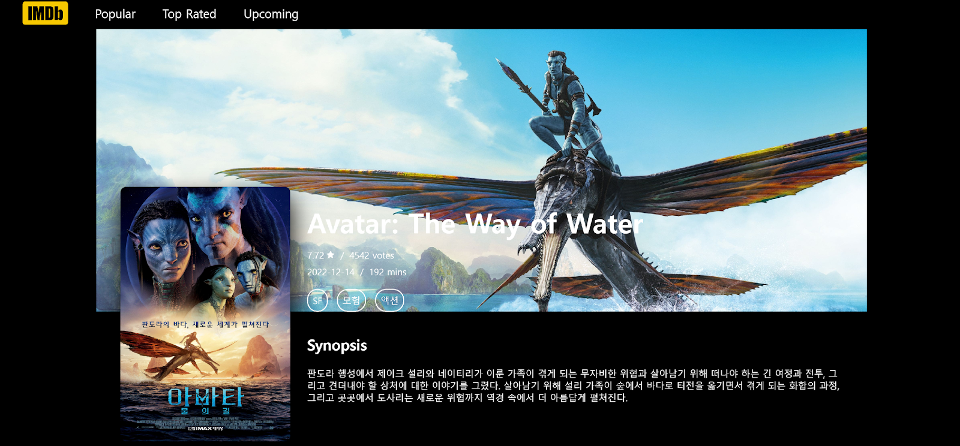 IMDb Popular Top Rated Upcoming
Avatar: The Way of Water
7.72 ★ / 4542 votes
2022-12-14 / 192 mins
SF 모험 액션
판도라의 바다, 새로운 세계가 펼쳐진다
아바타
물의 길
IMAX
Synopsis
판도라 행성에서 제이크 설리와 네이티리가 이룬 가족이 겪게 되는 무자비한 위협과 살아남기 위해 떠나야 하는 긴 여정과 전투, 그
리고 견뎌내야 할 상처에 대한 이야기를 그렸다. 살아남기 위해 설리 가족이 숲에서 바다로 터전을 옮기면서 겪게 되는 화합의 과정,
그리고 곳곳에서 도사리는 새로운 위험까지 역경 속에서 더 아름답게 펼쳐진다.